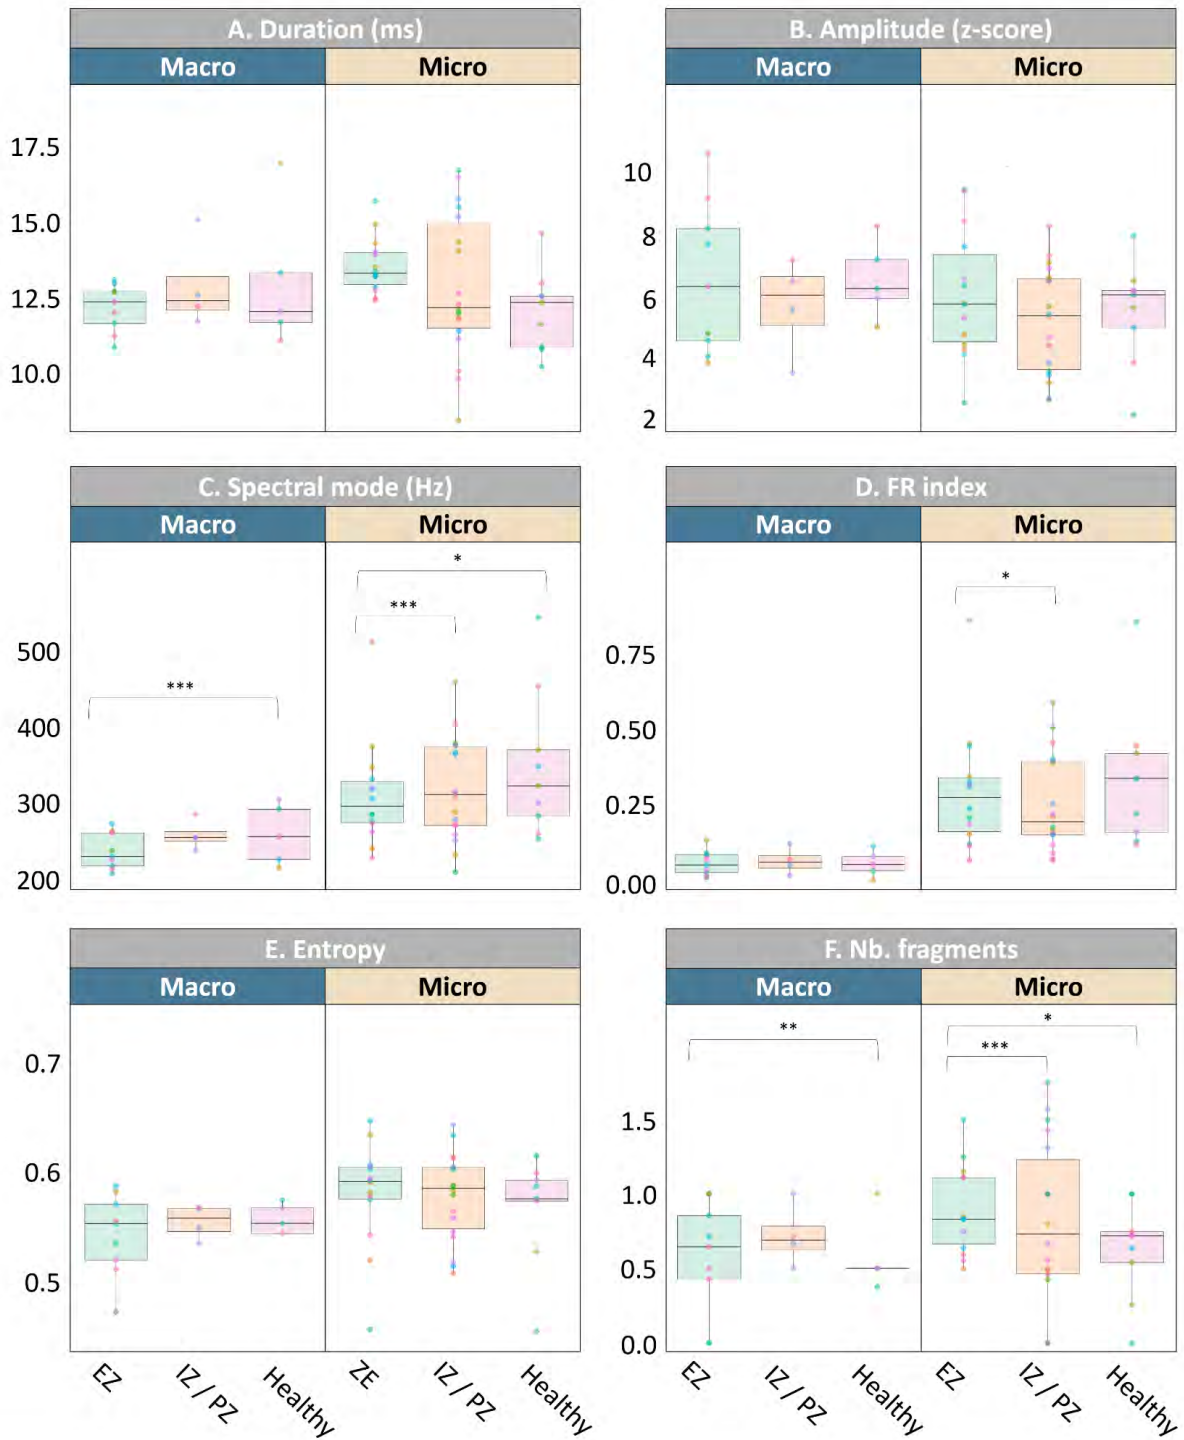 A. Duration (ms)
Macro Micro
17.5
15.0
12.5
10.0
B. Amplitude (z-score)
Macro Micro
10
8
6
4
2
C. Spectral mode (Hz)
Macro Micro
*
***
***
500
400
300
200
D. FR index
Macro Micro
*
0.75
0.50
0.25
0.00
E. Entropy
Macro Micro
0.7
0.6
0.5
EZ IZ / PZ Healthy ZE IZ / PZ Healthy
F. Nb. fragments
Macro Micro
**
*
***
1.5
1.0
0.5
0.0
EZ IZ / PZ Healthy EZ IZ / PZ Healthy